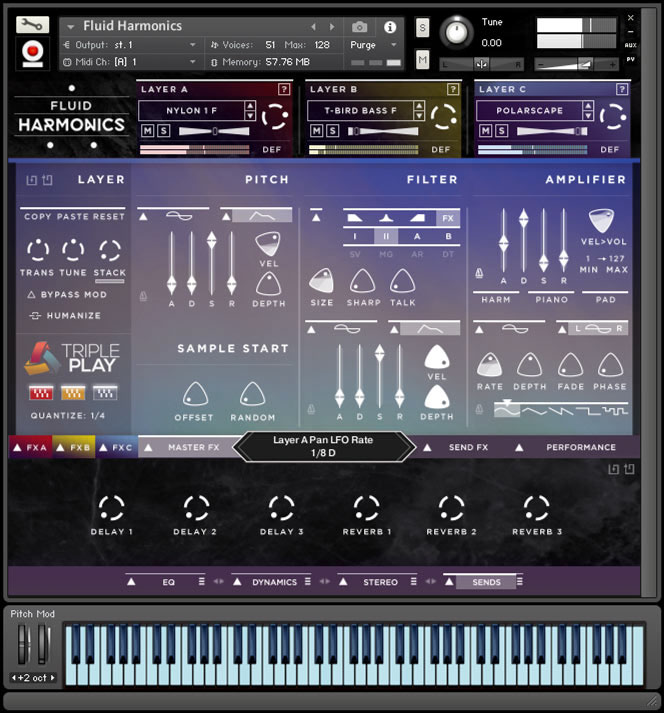 Fluid Harmonics
S
Tune
0.00
Output: st. 1
Voices: 51 Max: 128
Purge
Midi Ch: [A] 1
Memory: 57.76 MB
M
L
R
AUX
PV
FLUID
HARMONICS
LAYER A ?
NYLON 1 F
M S
DEF
LAYER B ?
T-BIRD BASS F
M S
DEF
LAYER C ?
POLARSCAPE
M S
DEF
LAYER
COPY PASTE RESET
TRANS TUNE STACK
BYPASS MOD
HUMANIZE
TRIPLE
PLAY
QUANTIZE: 1/4
PITCH
VEL
DEPTH
A D S R
SAMPLE START
OFFSET RANDOM
FILTER
FX
I II A B
SV MG AR DT
SIZE SHARP TALK
VEL
DEPTH
A D S R
AMPLIFIER
VEL>VOL
1 → 127
MIN MAX
A D S R
HARM PIANO PAD
L R
RATE DEPTH FADE PHASE
FX A FX B FX C MASTER FX
Layer A Pan LFO Rate
1/8 D
SEND FX PERFORMANCE
DELAY 1 DELAY 2 DELAY 3 REVERB 1 REVERB 2 REVERB 3
EQ DYNAMICS STEREO SENDS
Pitch Mod
+2 oct